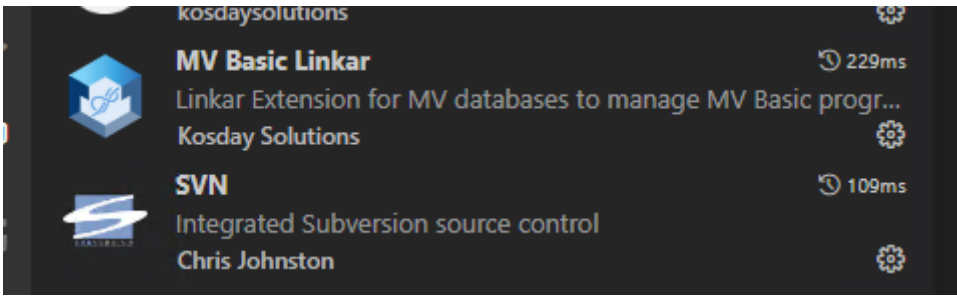 kosdaysolutions
MV Basic Linkar
229ms
Linkar Extension for MV databases to manage MV Basic progr...
Kosday Solutions
SVN
109ms
Integrated Subversion source control
Chris Johnston